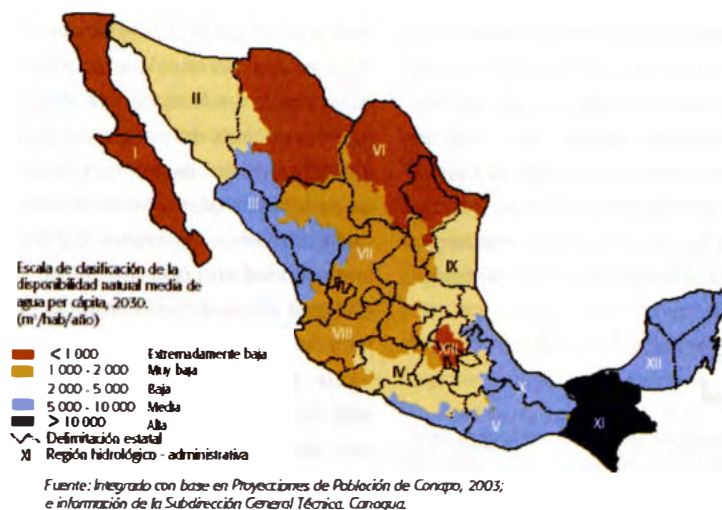 II
I
VI
III
IX
VII
VIII
XIII
IV
XII
X
V
XI
Escala de clasificación de la
disponibilidad natural media de
agua per cápita, 2030.
(m³/hab/año)
< 1 000 Extremadamente baja
1 000 - 2 000 Muy baja
2 000 - 5 000 Baja
5 000 - 10 000 Media
> 10 000 Alta
Delimitación estatal
XI Región hidrológico - administrativa
Fuente: Integrado con base en Proyecciones de Población de Conapo, 2003;
e información de la Subdirección General Técnica. Conagua.